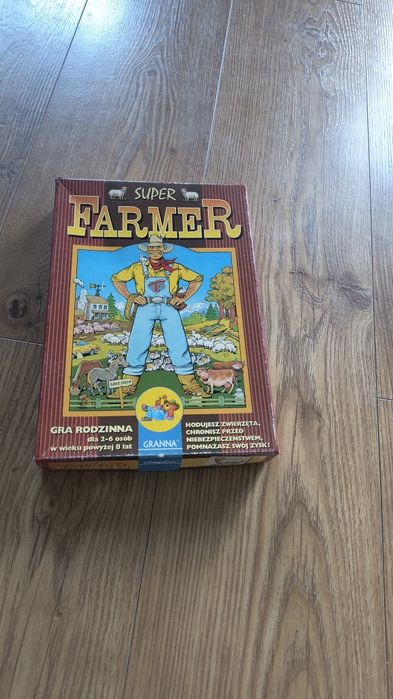 SUPER
FARMER
GRA RODZINNA
dla 2-6 osób
w wieku powyżej 8 lat
GRANNA
HODUJESZ ZWIERZĘTA,
CHRONISZ PRZED
NIEBEZPIECZEŃSTWEM,
POMNAŻASZ SWÓJ ZYSK!